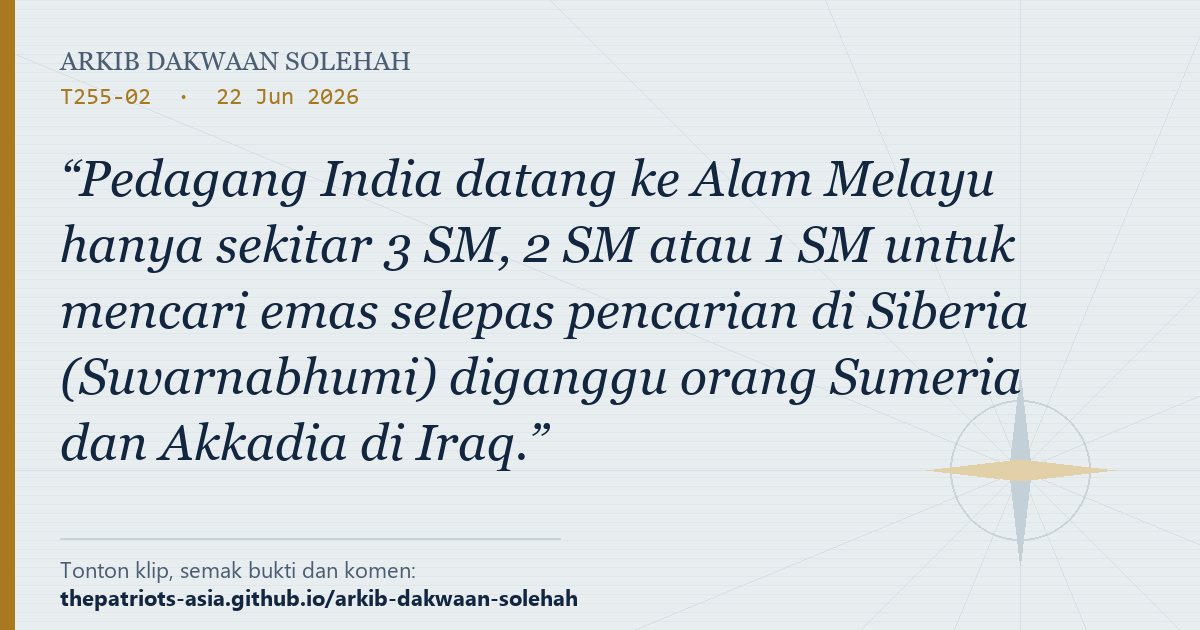 ARKIB DAKWAAN SOLEHAH
T255-02 · 22 Jun 2026
“Pedagang India datang ke Alam Melayu
hanya sekitar 3 SM, 2 SM atau 1 SM untuk
mencari emas selepas pencarian di Siberia
(Suvarnabhumi) diganggu orang Sumeria
dan Akkadia di Iraq.”
Tonton klip, semak bukti dan komen:
thepatriots-asia.github.io/arkib-dakwaan-solehah